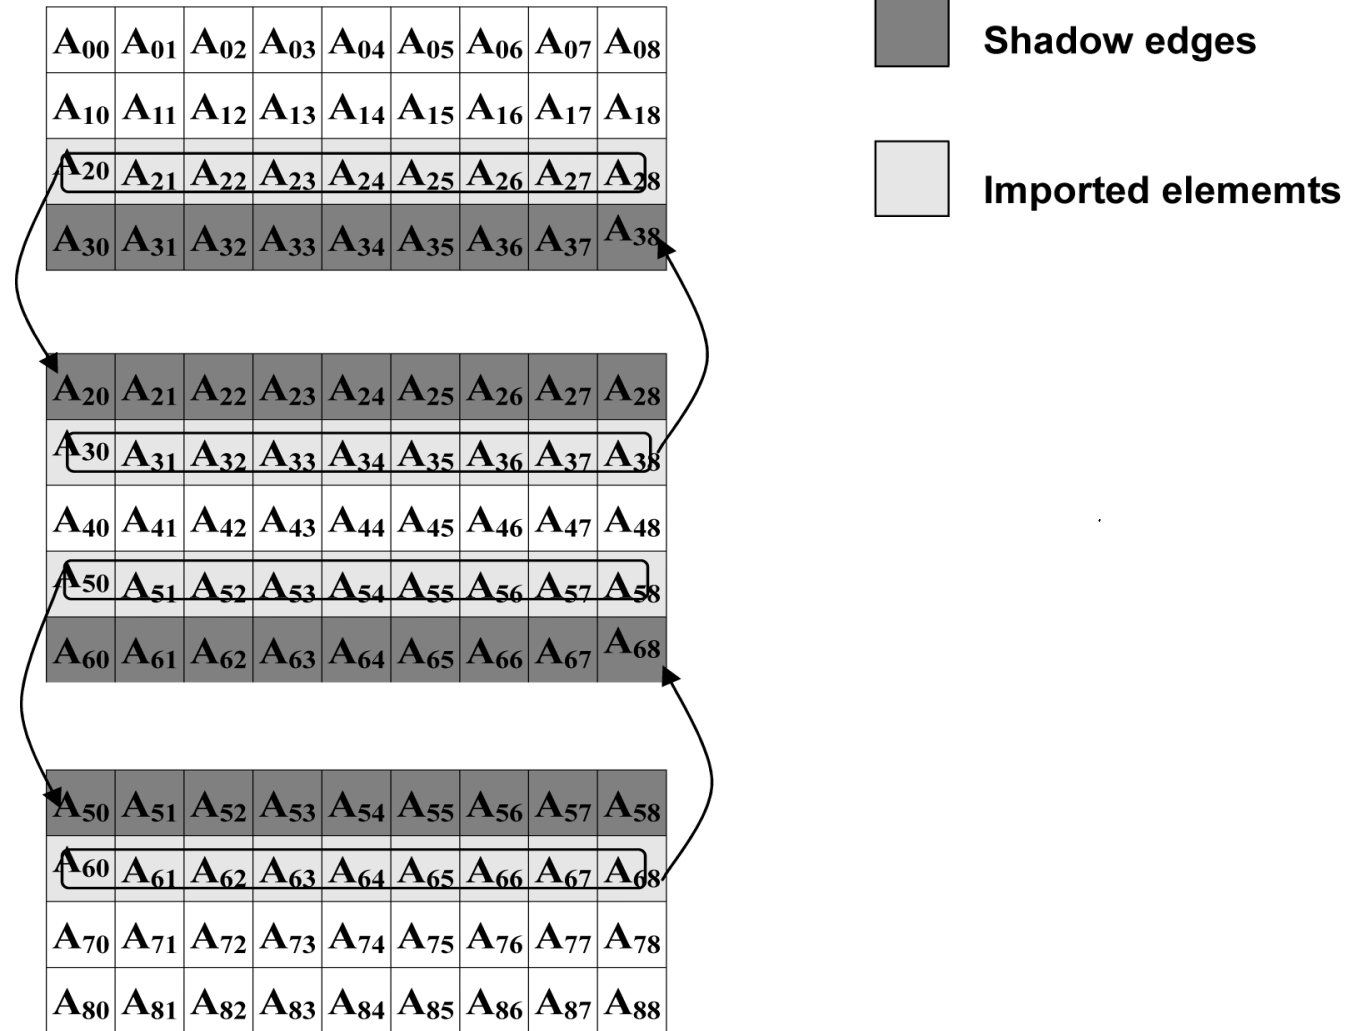 A00 A01 A02 A03 A04 A05 A06 A07 A08
A10 A11 A12 A13 A14 A15 A16 A17 A18
A20 A21 A22 A23 A24 A25 A26 A27 A28
A30 A31 A32 A33 A34 A35 A36 A37 A38
A20 A21 A22 A23 A24 A25 A26 A27 A28
A30 A31 A32 A33 A34 A35 A36 A37 A38
A40 A41 A42 A43 A44 A45 A46 A47 A48
A50 A51 A52 A53 A54 A55 A56 A57 A58
A60 A61 A62 A63 A64 A65 A66 A67 A68
A50 A51 A52 A53 A54 A55 A56 A57 A58
A60 A61 A62 A63 A64 A65 A66 A67 A68
A70 A71 A72 A73 A74 A75 A76 A77 A78
A80 A81 A82 A83 A84 A85 A86 A87 A88
Shadow edges
Imported elememts